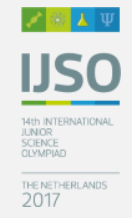 IJSO
14th INTERNATIONAL
JUNIOR
SCIENCE
OLYMPIAD
THE NETHERLANDS
2017